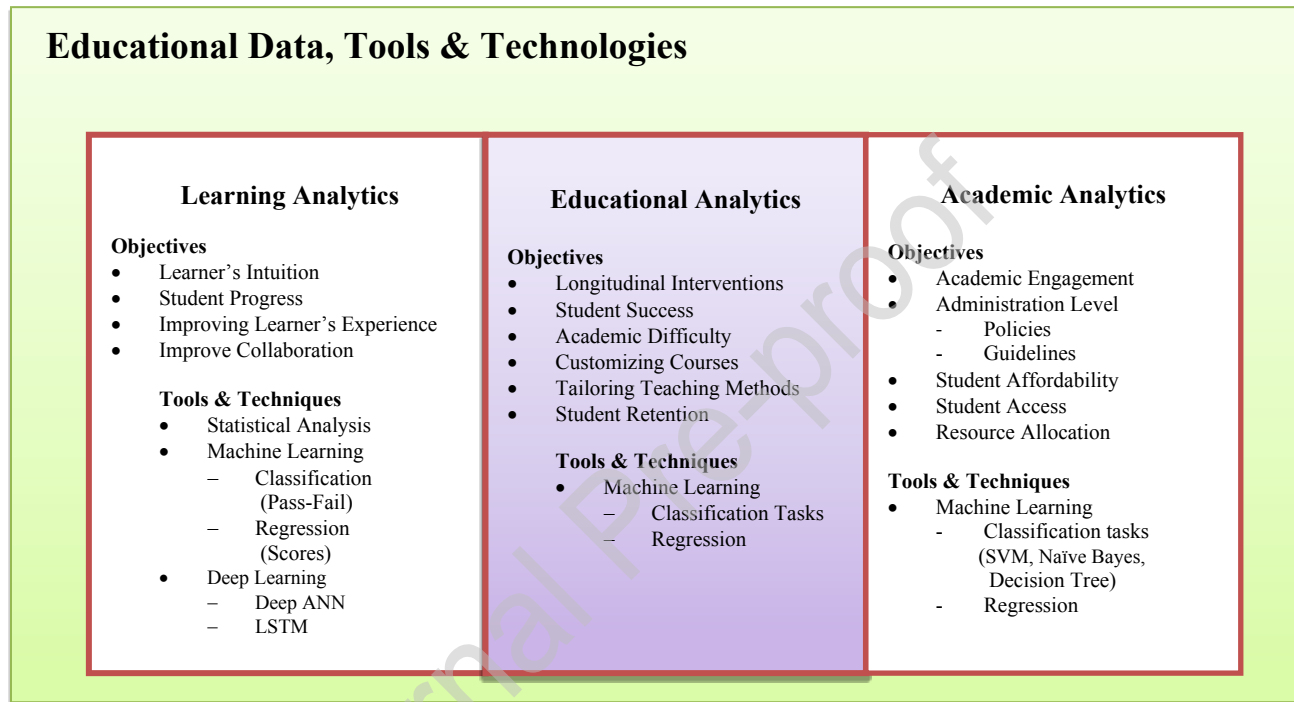 Educational Data, Tools & Technologies
Learning Analytics
Objectives
• Learner’s Intuition
• Student Progress
• Improving Learner’s Experience
• Improve Collaboration
Tools & Techniques
• Statistical Analysis
• Machine Learning
– Classification
(Pass-Fail)
– Regression
(Scores)
• Deep Learning
– Deep ANN
– LSTM
Educational Analytics
Objectives
• Longitudinal Interventions
• Student Success
• Academic Difficulty
• Customizing Courses
• Tailoring Teaching Methods
• Student Retention
Tools & Techniques
• Machine Learning
– Classification Tasks
– Regression
Academic Analytics
Objectives
• Academic Engagement
• Administration Level
- Policies
- Guidelines
• Student Affordability
• Student Access
• Resource Allocation
Tools & Techniques
• Machine Learning
- Classification tasks
(SVM, Naïve Bayes,
Decision Tree)
- Regression
rnal Pre-proof